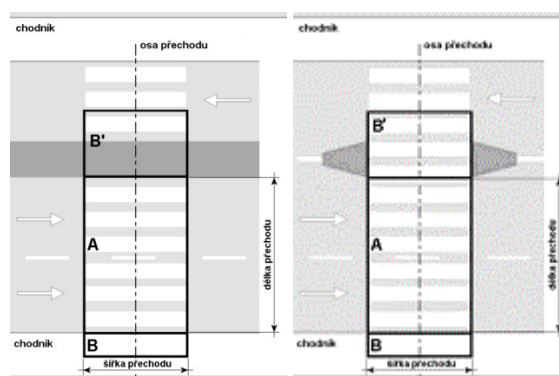 chodník
osa přechodu
B'
A
délka přechodu
chodník
B
šířka přechodu
chodník
osa přechodu
B'
A
délka přechodu
chodník
B
šířka přechodu